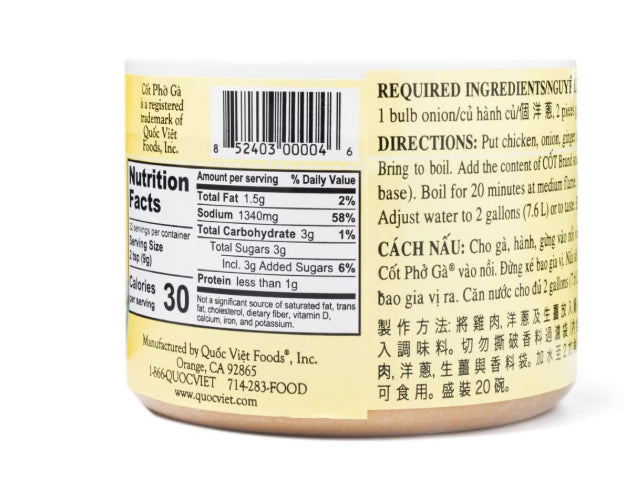 Cốt Phở Gà
is a registered
trademark of
Quốc Việt
Foods, Inc.
8 52403 00004 6
Nutrition
Facts
servings per container
Serving Size
2 tsp (9g)
Calories
per serving 30
Amount per serving % Daily Value
Total Fat 1.5g 2%
Sodium 1340mg 58%
Total Carbohydrate 3g 1%
Total Sugars 3g
Incl. 3g Added Sugars 6%
Protein less than 1g
Not a significant source of saturated fat, trans
fat, cholesterol, dietary fiber, vitamin D,
calcium, iron, and potassium.
Manufactured by Quốc Việt Foods®, Inc.
Orange, CA 92865
1-866-QUOCVIET 714-283-FOOD
www.quocviet.com
REQUIRED INGREDIENTS/NGUYÊ
1 bulb onion/củ hành củ/個洋蔥, 2 pieces
DIRECTIONS: Put chicken, onion, ginger
Bring to boil. Add the content of CỐT Brand
base). Boil for 20 minutes at medium flame.
Adjust water to 2 gallons (7.6 L) or to taste.
CÁCH NẤU: Cho gà, hành, gừng vào nồi
Cốt Phở Gà® vào nồi. Đừng xé bao gia vị.
bao gia vị ra. Cần nước cho đủ 2 gallons
製作方法: 將雞肉, 洋蔥及生薑放入
入調味料。切勿撕破香料過濾袋
肉, 洋蔥, 生薑與香料袋。加水至2
可食用。盛裝20碗。